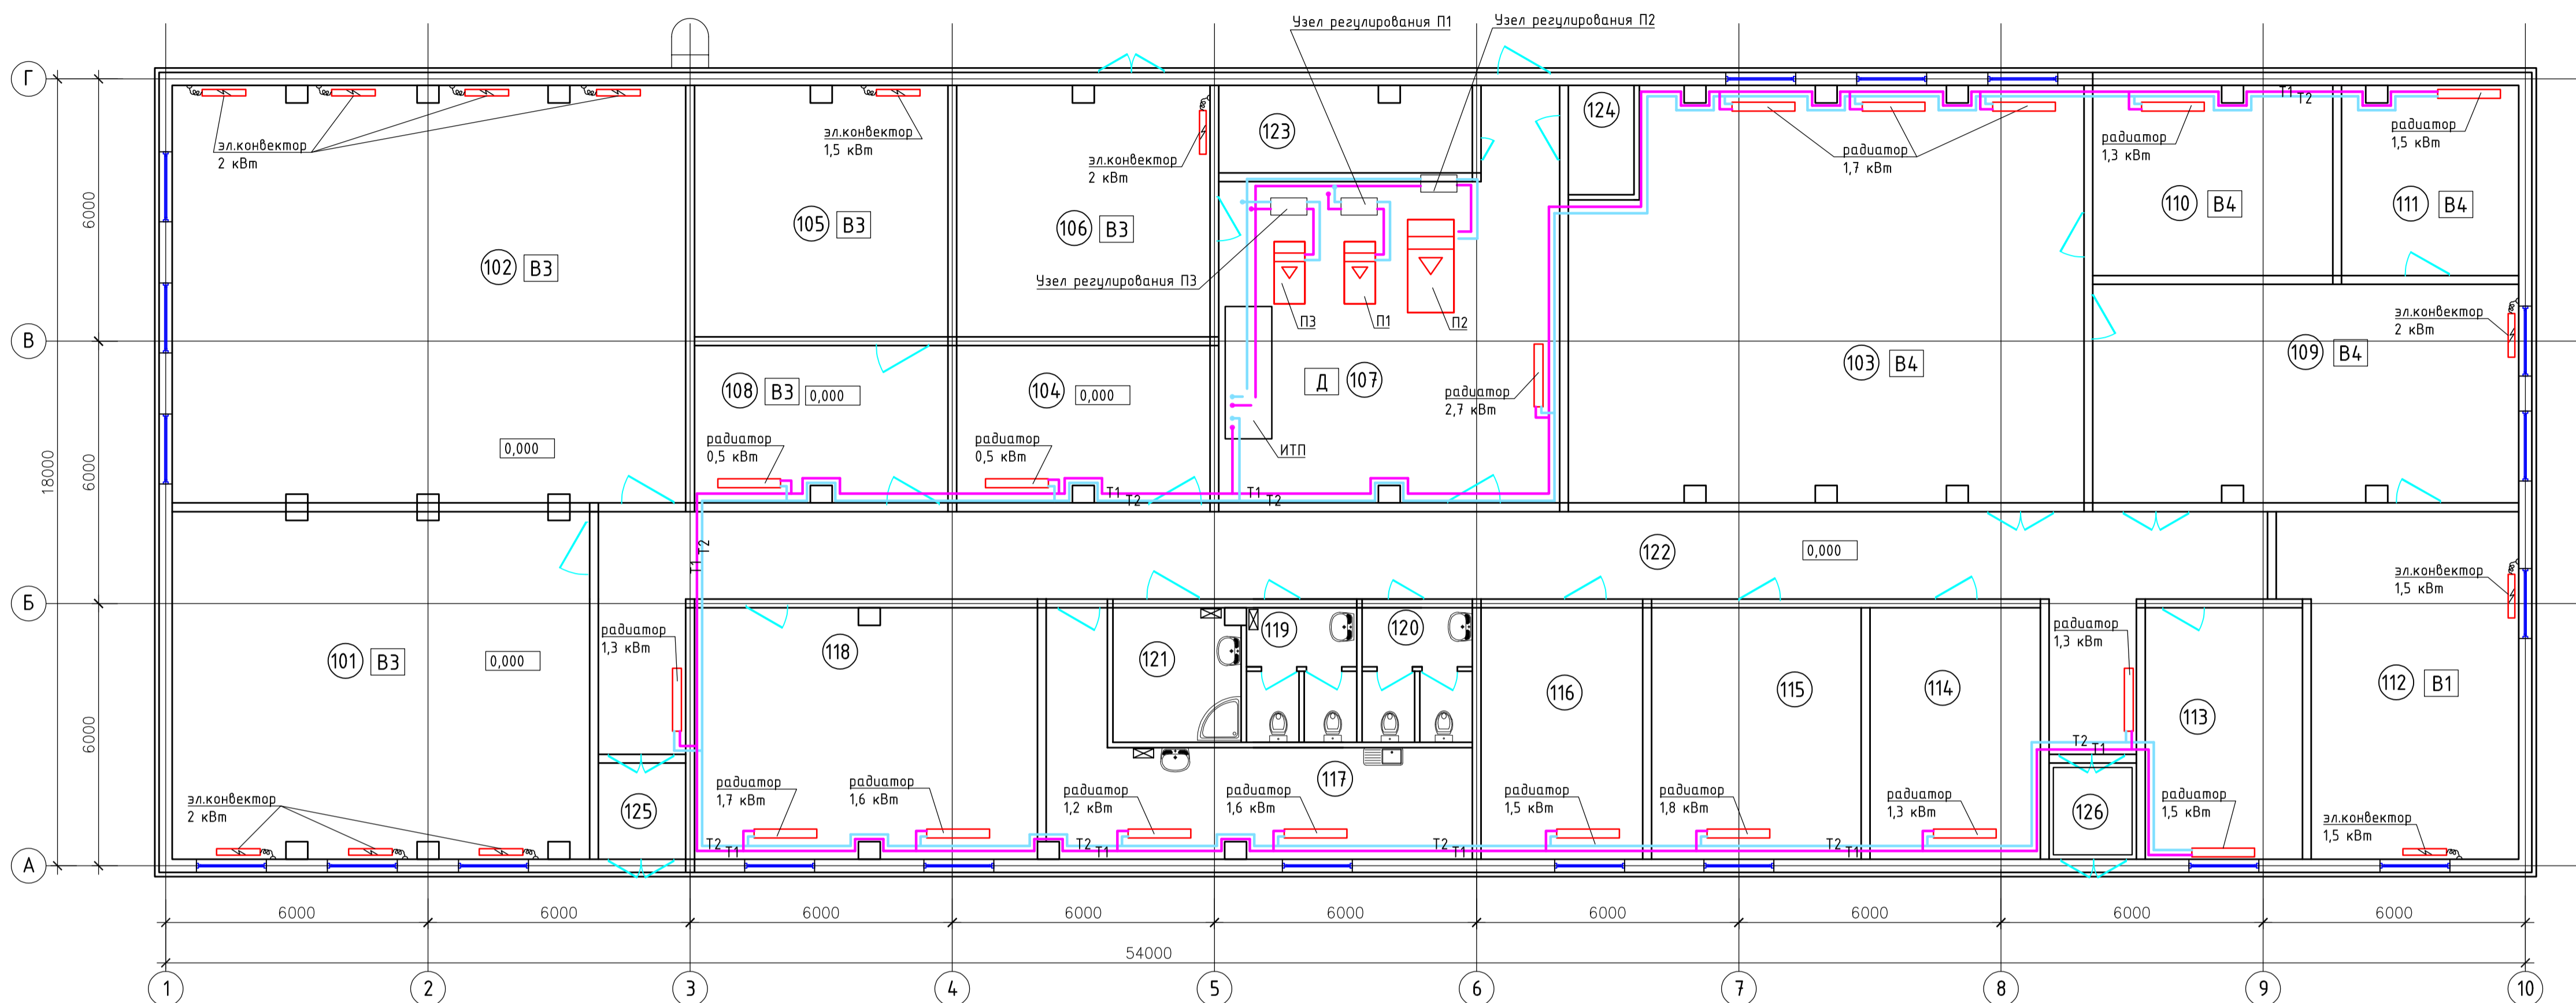 Узел регулирования П1
Узел регулирования П2
Г
эл.конвектор
2 кВт
эл.конвектор
1,5 кВт
эл.конвектор
2 кВт
123
124
радиатор
1,7 кВт
радиатор
1,3 кВт
Т1
Т2
радиатор
1,5 кВт
6000
102
В3
105
В3
106
В3
110
В4
111
В4
Узел регулирования П3
П3
П1
П2
В
эл.конвектор
2 кВт
103
В4
109
В4
108
В3
0,000
104
0,000
Д
107
радиатор
2,7 кВт
0,000
радиатор
0,5 кВт
радиатор
0,5 кВт
ИТП
18000
6000
Т1
Т2
Т1
Т2
Т1
Т2
122
0,000
эл.конвектор
1,5 кВт
Б
101
В3
0,000
радиатор
1,3 кВт
118
121
119
120
116
115
114
радиатор
1,3 кВт
113
112
В1
6000
Т2
Т1
117
125
126
радиатор
1,7 кВт
радиатор
1,6 кВт
радиатор
1,2 кВт
радиатор
1,6 кВт
радиатор
1,5 кВт
радиатор
1,8 кВт
радиатор
1,3 кВт
радиатор
1,5 кВт
эл.конвектор
2 кВт
эл.конвектор
1,5 кВт
Т2
Т1
Т2
Т1
Т2
Т1
Т2
Т1
А
6000
6000
6000
6000
6000
6000
6000
6000
6000
54000
1
2
3
4
5
6
7
8
9
10